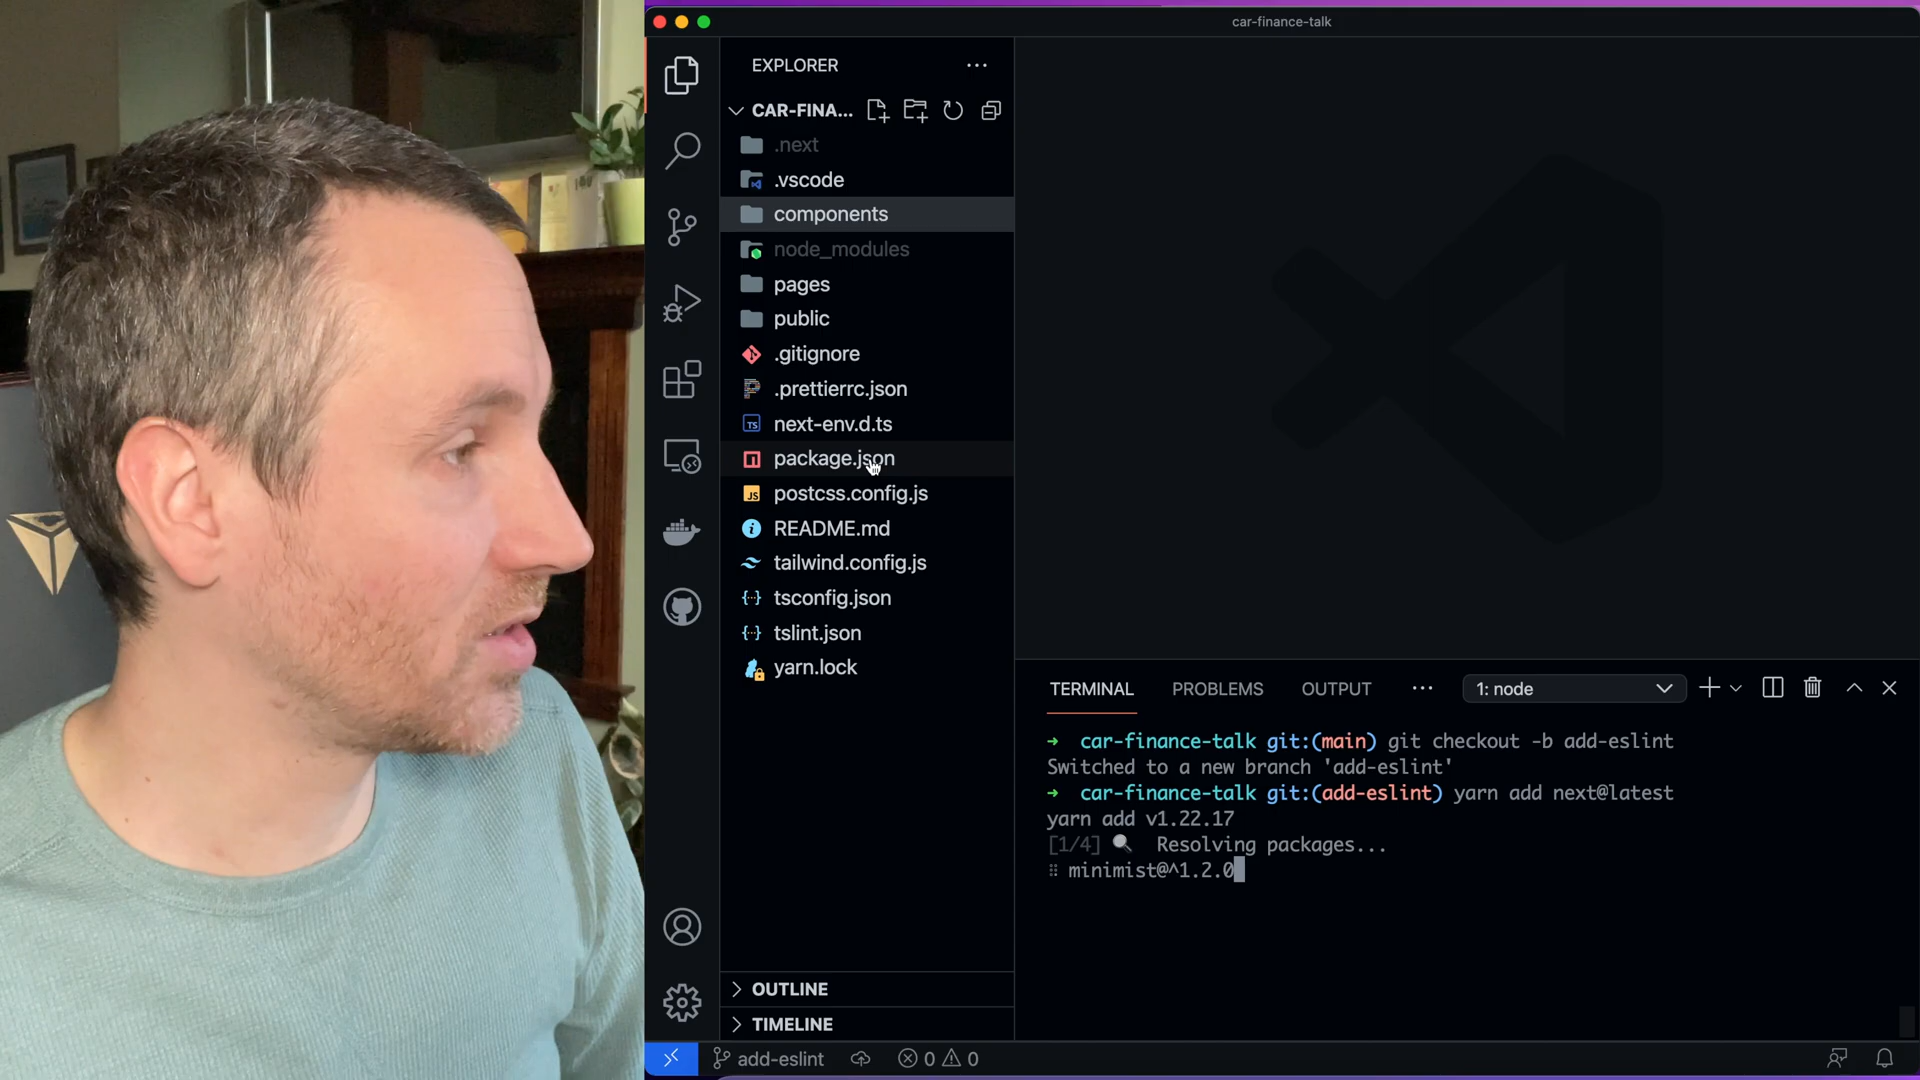 car-finance-talk
EXPLORER
CAR-FINA...
.next
.vscode
components
node_modules
pages
public
.gitignore
.prettierrc.json
next-env.d.ts
package.json
postcss.config.js
README.md
tailwind.config.js
tsconfig.json
tslint.json
yarn.lock
OUTLINE
TIMELINE
TERMINAL PROBLEMS OUTPUT 1: node
→ car-finance-talk git:(main) git checkout -b add-eslint
Switched to a new branch 'add-eslint'
→ car-finance-talk git:(add-eslint) yarn add next@latest
yarn add v1.22.17
[1/4] 🔍 Resolving packages...
⠿ minimist@^1.2.0
add-eslint 0 0